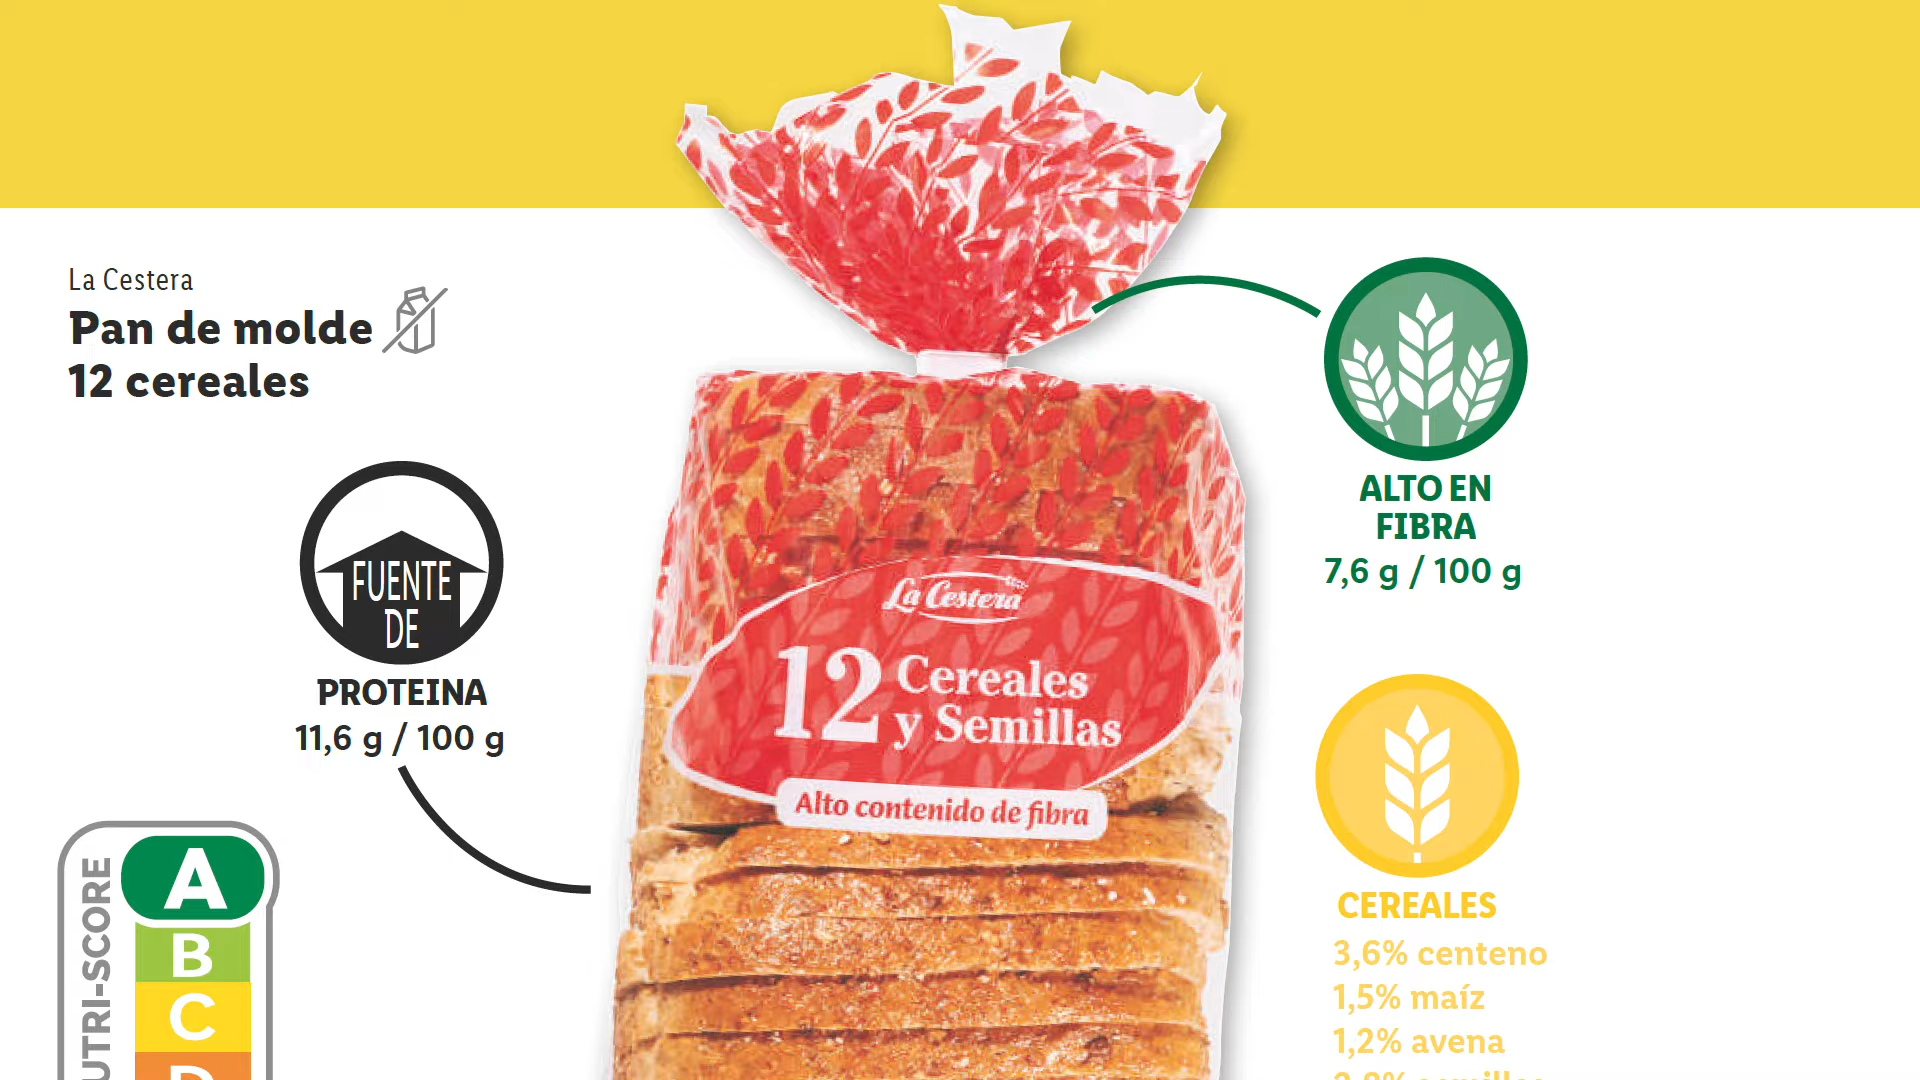 La Cestera
Pan de molde
12 cereales
FUENTE
DE
PROTEINA
11,6 g / 100 g
A
B
C
D
La Cestera
12 Cereales
y Semillas
Alto contenido de fibra
ALTO EN
FIBRA
7,6 g / 100 g
CEREALES
3,6% centeno
1,5% maíz
1,2% avena